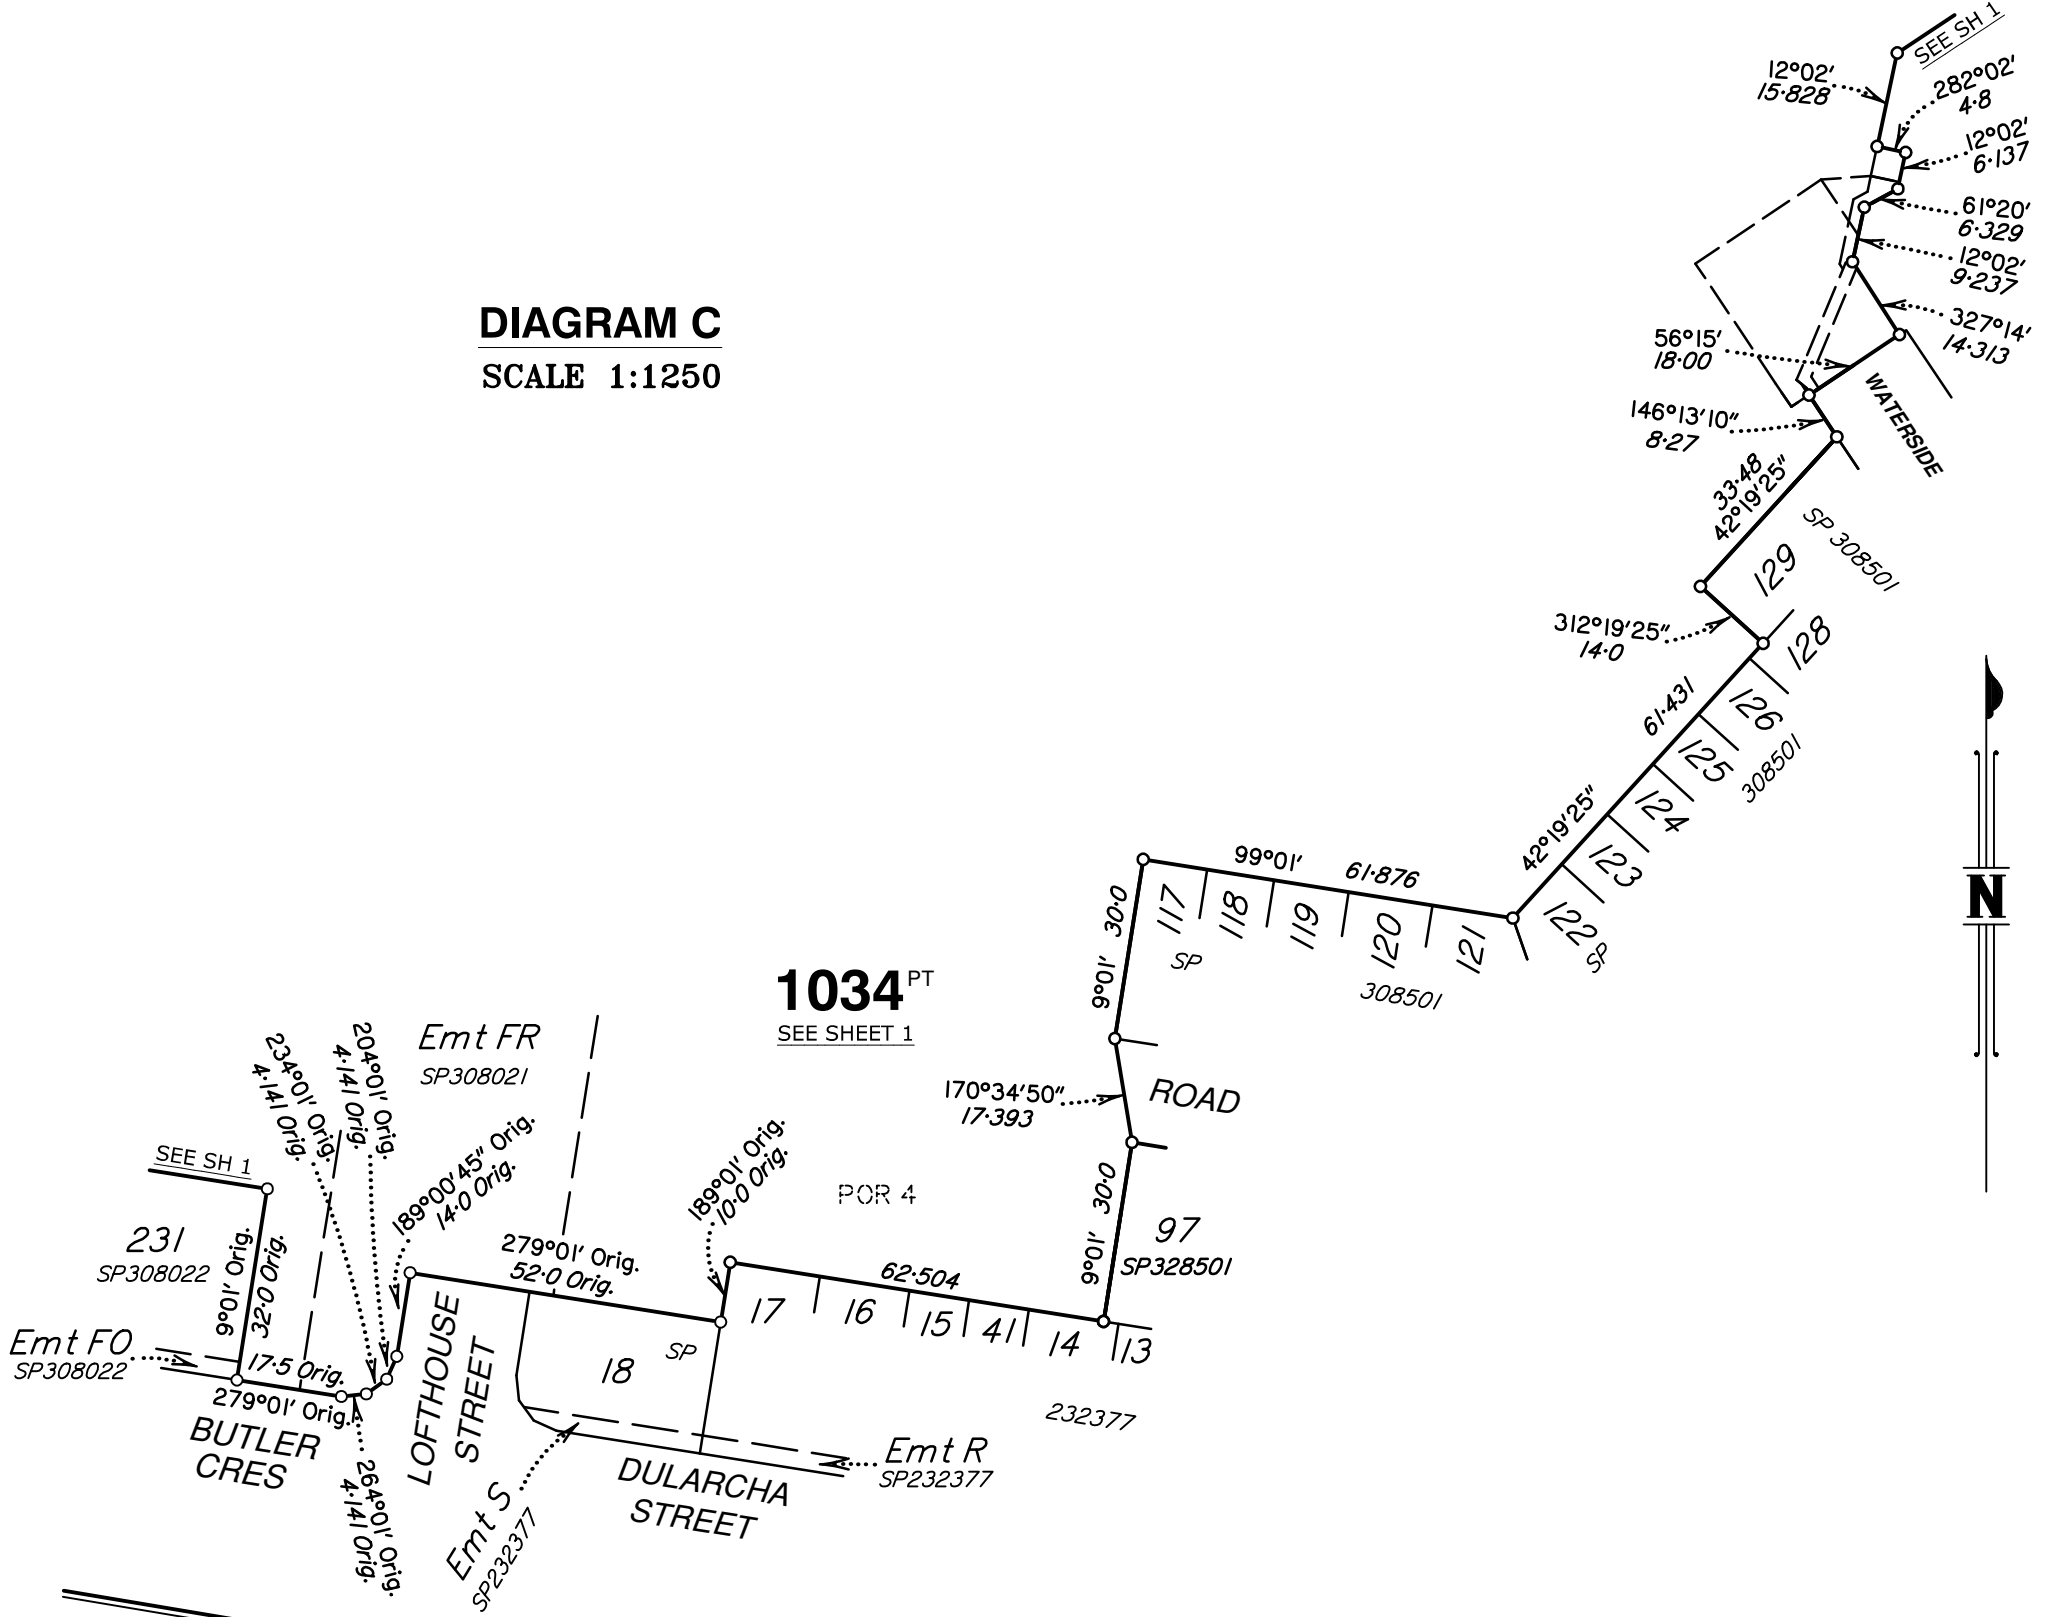 SEE SH 1
12°02'
15·828
282°02'
4·8
12°02'
6·137
61°20'
6·329
12°02'
9·237
327°14'
14·313
56°15'
18·00
WATERSIDE
146°13'10"
8·27
DIAGRAM C
SCALE 1:1250
33·48
42°19'25"
SP 308501
129
312°19'25"
14·0
128
61·431
126
125
308501
124
42°19'25"
123
122
SP
99°01'
61·876
117
118
119
120
121
SP
308501
30·0
9°01'
N
1034 PT
SEE SHEET 1
170°34'50"
17·393
ROAD
Emt FR
SP308021
234°01' Orig.
4·141 Orig.
204°01' Orig.
4·141 Orig.
189°00'45" Orig.
14·0 Orig.
189°01' Orig.
10·0 Orig.
POR 4
30·0
9°01'
97
SP328501
SEE SH 1
231
SP308022
9°01' Orig.
32·0 Orig.
279°01' Orig.
52·0 Orig.
62·504
17
16
15
41
14
13
Emt FO
SP308022
17·5 Orig.
279°01' Orig.
BUTLER
CRES
LOFTHOUSE
STREET
18
SP
232377
264°01' Orig.
4·141 Orig.
Emt S
SP232377
DULARCHA
STREET
Emt R
SP232377